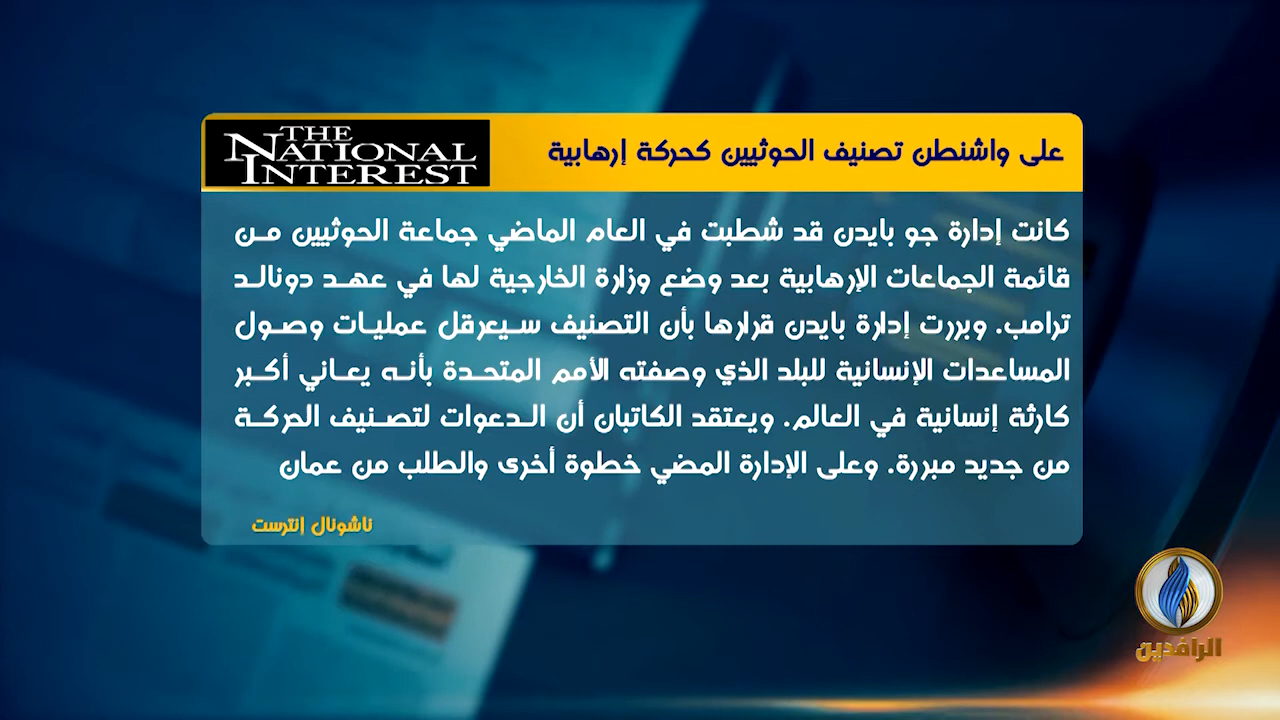 على واشنطن تصنيف الحوثيين كحركة إرهابية
THE
NATIONAL
INTEREST
كانت إدارة جو بايدن قد شطبت في العام الماضي جماعة الحوثيين من
قائمة الجماعات الإرهابية بعد وضع وزارة الخارجية لها في عهد دونالد
ترامب. وبررت إدارة بايدن قرارها بأن التصنيف سيعرقل عمليات وصول
المساعدات الإنسانية للبلد الذي وصفته الأمم المتحدة بأنه يعاني أكبر
كارثة إنسانية في العالم. ويعتقد الكاتبان أن الدعوات لتصنيف الحركة
من جديد مبررة. وعلى الإدارة المضي خطوة أخرى والطلب من عمان
ناشونال إنترست
الرافدين